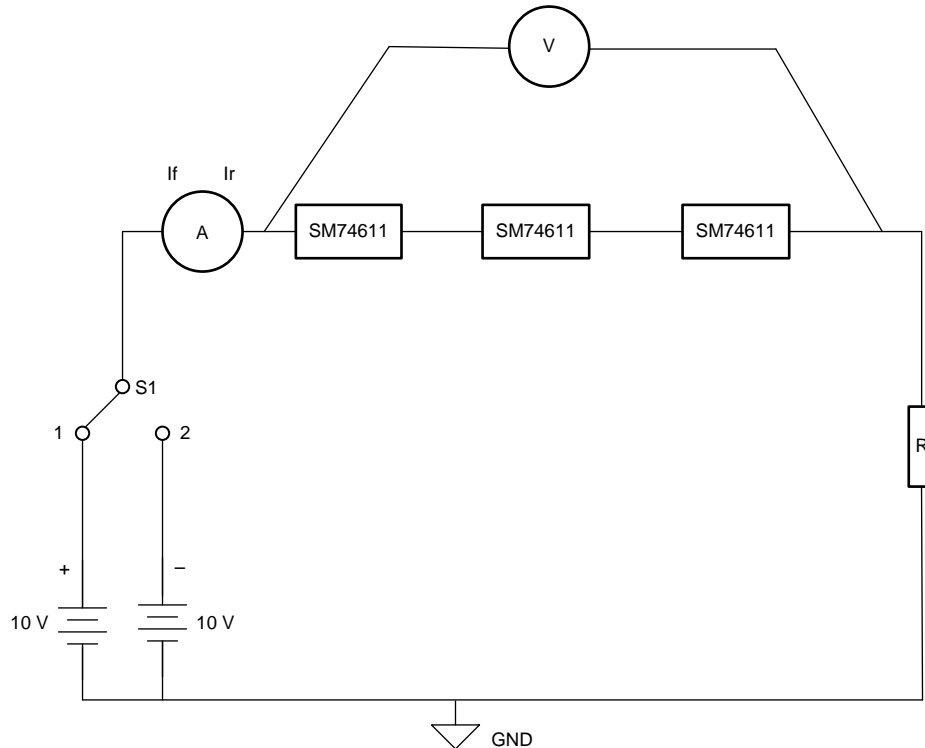 V
If Ir
A
SM74611 SM74611 SM74611
S1
1 2
R
+ –
10 V 10 V
GND